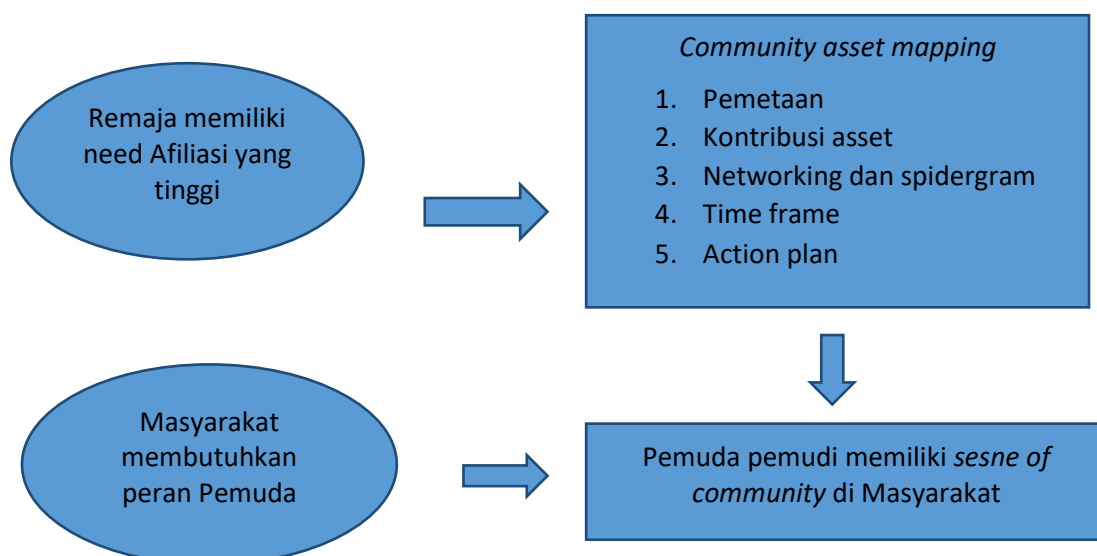 Remaja memiliki
need Afiliasi yang
tinggi
Community asset mapping
1. Pemetaan
2. Kontribusi asset
3. Networking dan spidergram
4. Time frame
5. Action plan
Masyarakat
membutuhkan
peran Pemuda
Pemuda pemudi memiliki sesne of
community di Masyarakat